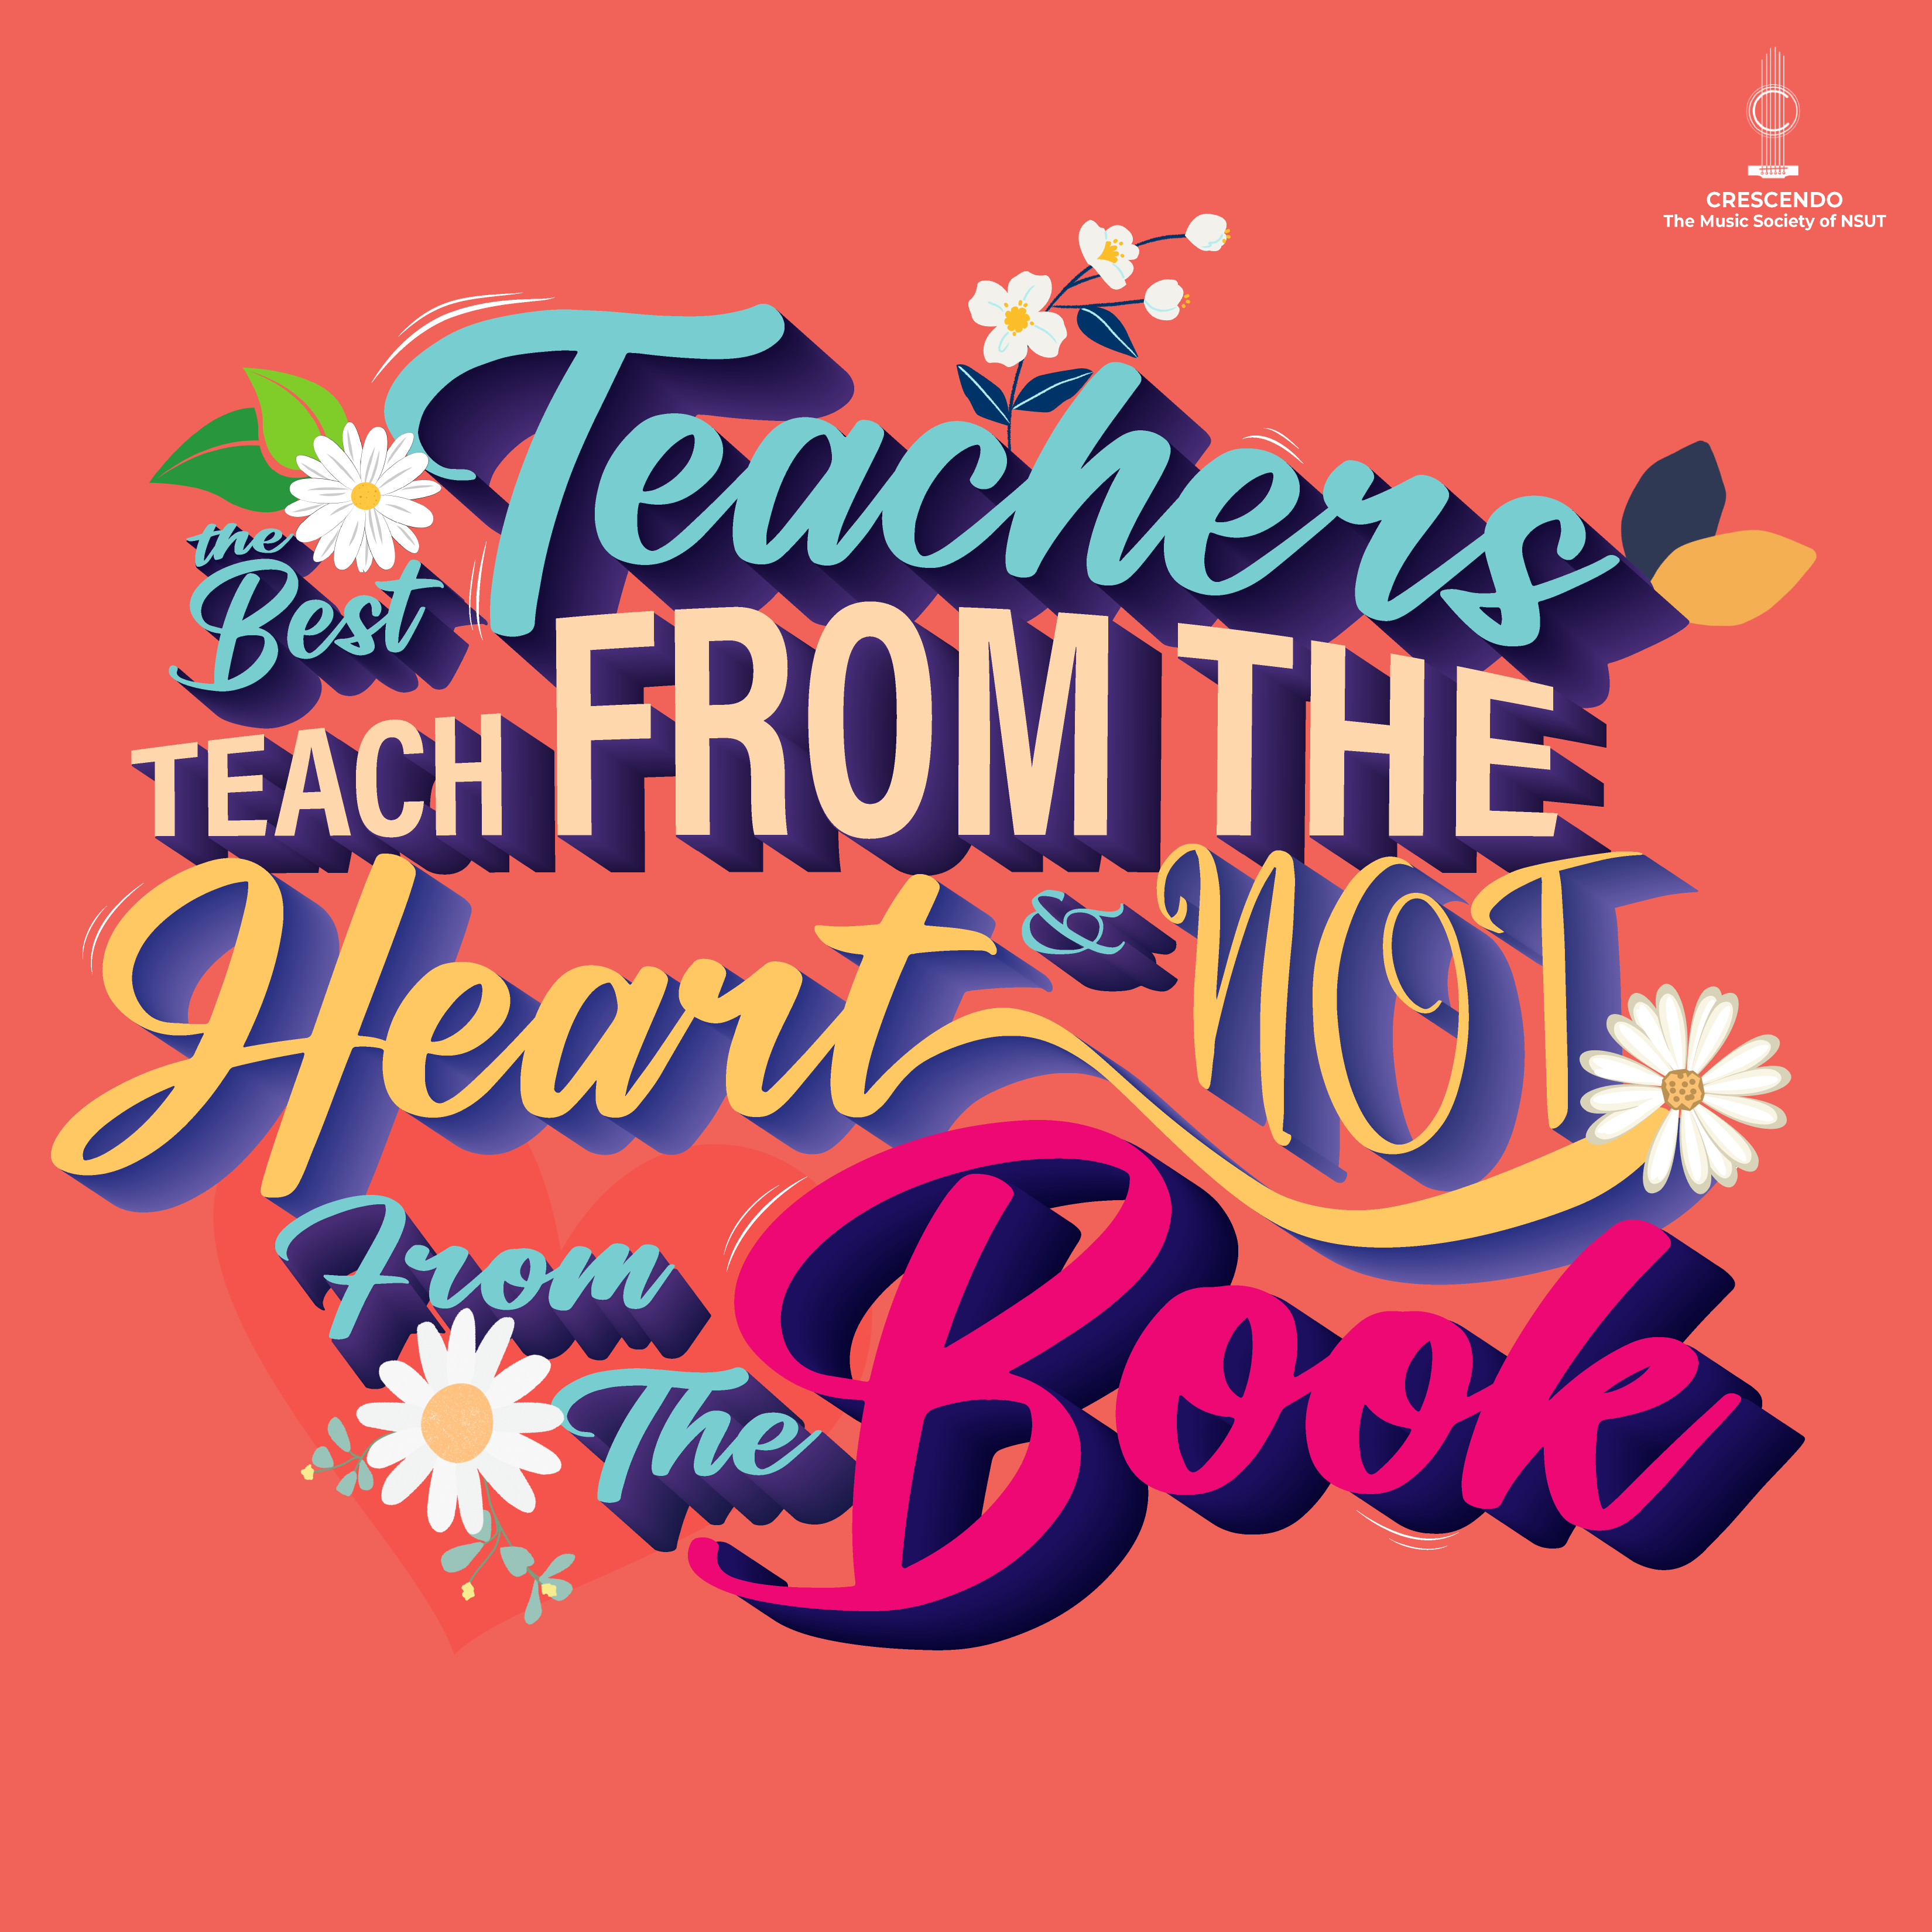 CRESCENDO
The Music Society of NSUT
the Best Teachers
TEACH FROM THE
Heart & NOT
From The Book